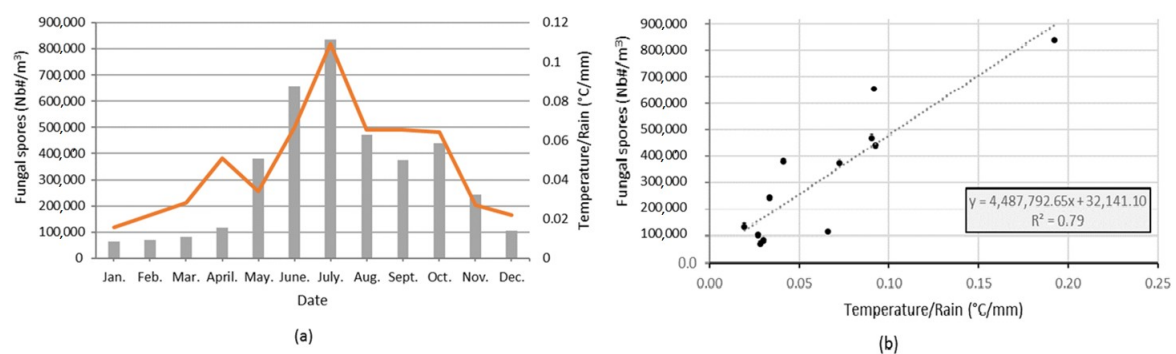 900,000
800,000
700,000
600,000
500,000
400,000
300,000
200,000
100,000
0
Fungal spores (Nb#/m³)
0.12
0.1
0.08
0.06
0.04
0.02
0
Temperature/Rain (°C/mm)
Jan. Feb. Mar. April. May. June. July. Aug. Sept. Oct. Nov. Dec.
Date
(a)
900,000
800,000
700,000
600,000
500,000
400,000
300,000
200,000
100,000
0.0
Fungal spores (Nb#/m³)
y = 4,487,792.65x + 32,141.10
R² = 0.79
0.00 0.05 0.10 0.15 0.20 0.25
Temperature/Rain (°C/mm)
(b)